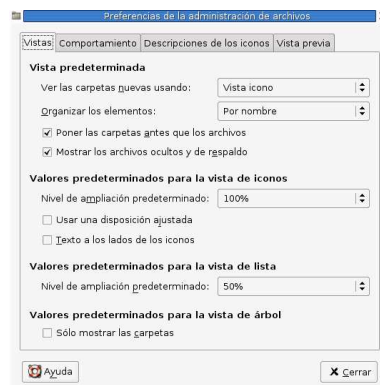 Preferencias de la administración de archivos
Vistas Comportamiento Descripciones de los iconos Vista previa
Vista predeterminada
Ver las carpetas nuevas usando: Vista icono
Organizar los elementos: Por nombre
Poner las carpetas antes que los archivos
Mostrar los archivos ocultos y de respaldo
Valores predeterminados para la vista de iconos
Nivel de ampliación predeterminado: 100%
Usar una disposición ajustada
Texto a los lados de los iconos
Valores predeterminados para la vista de lista
Nivel de ampliación predeterminado: 50%
Valores predeterminados para la vista de árbol
Sólo mostrar las carpetas
Ayuda Cerrar